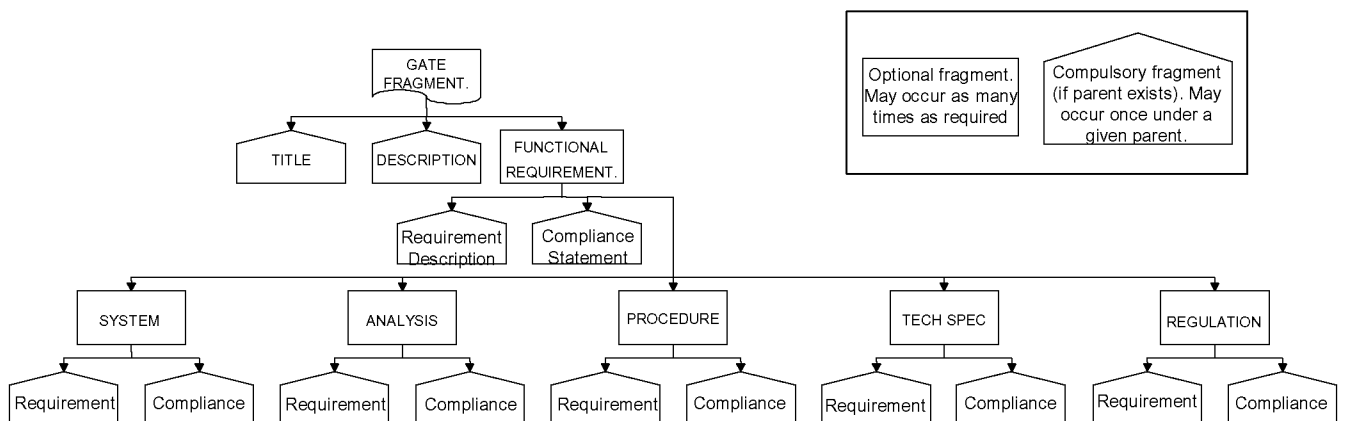 GATE
FRAGMENT.
Optional fragment.
May occur as many
times as required
Compulsory fragment
(if parent exists). May
occur once under a
given parent.
TITLE
DESCRIPTION
FUNCTIONAL
REQUIREMENT.
Requirement
Description
Compliance
Statement
SYSTEM
ANALYSIS
PROCEDURE
TECH SPEC
REGULATION
Requirement
Compliance
Requirement
Compliance
Requirement
Compliance
Requirement
Compliance
Requirement
Compliance